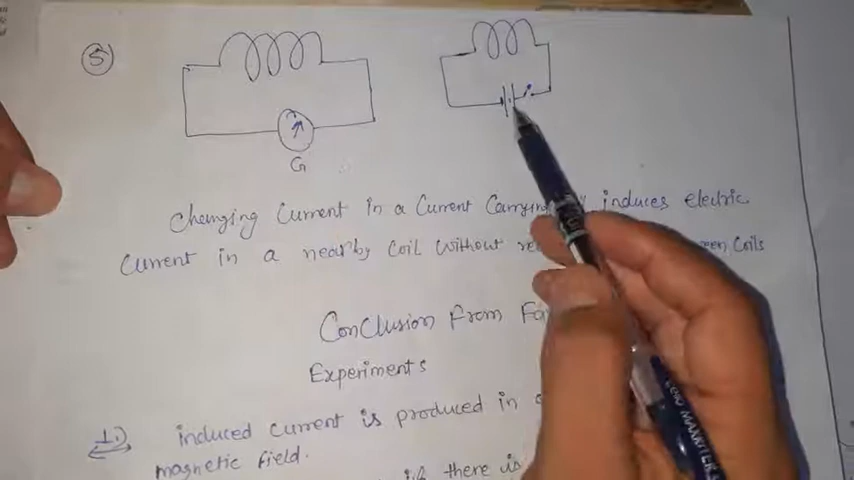 5)
G
Changing Current in a Current Carrying induces electric
Current in a nearby Coil Without Coils
Conclusion From
Experiments
1.) induced Current is produced in
magnetic field.
if there is